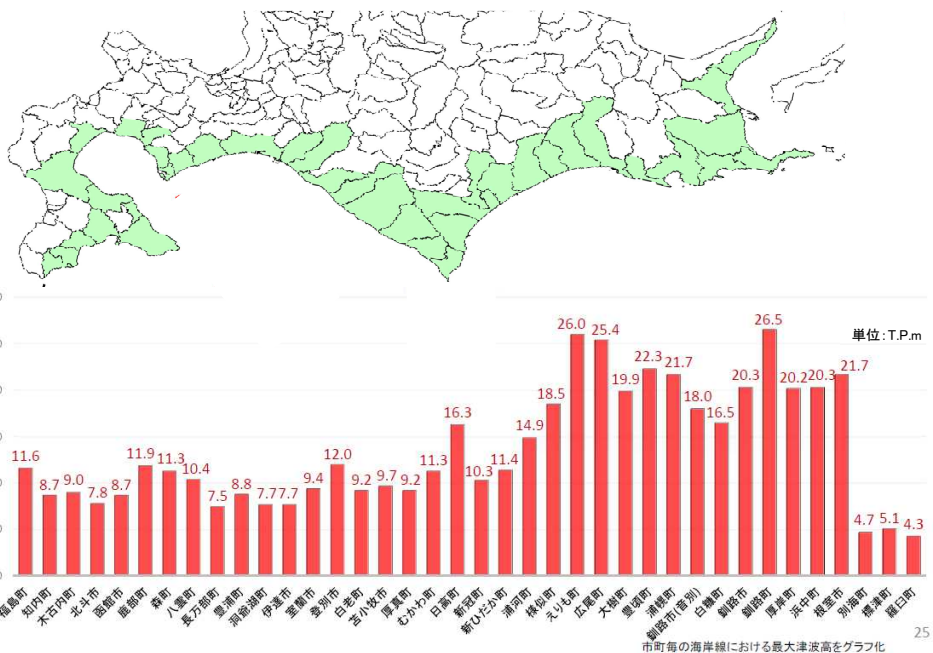 単位：T.P.m
11.6
8.7
9.0
7.8
8.7
11.9
11.3
10.4
7.5
8.8
7.7
7.7
9.4
12.0
9.2
9.7
9.2
11.3
16.3
10.3
11.4
14.9
18.5
26.0
25.4
19.9
22.3
21.7
18.0
16.5
20.3
26.5
20.2
20.3
21.7
4.7
5.1
4.3
福島町
知内町
木古内町
北斗市
函館市
鹿部町
森町
八雲町
長万部町
豊浦町
洞爺湖町
伊達市
室蘭市
登別市
白老町
苫小牧市
厚真町
むかわ町
日高町
新冠町
新ひだか町
浦河町
様似町
えりも町
広尾町
大樹町
豊頃町
浦幌町
釧路市(音別)
白糠町
釧路市
釧路町
厚岸町
浜中町
根室市
別海町
標津町
羅臼町
25
市町毎の海岸線における最大津波高をグラフ化